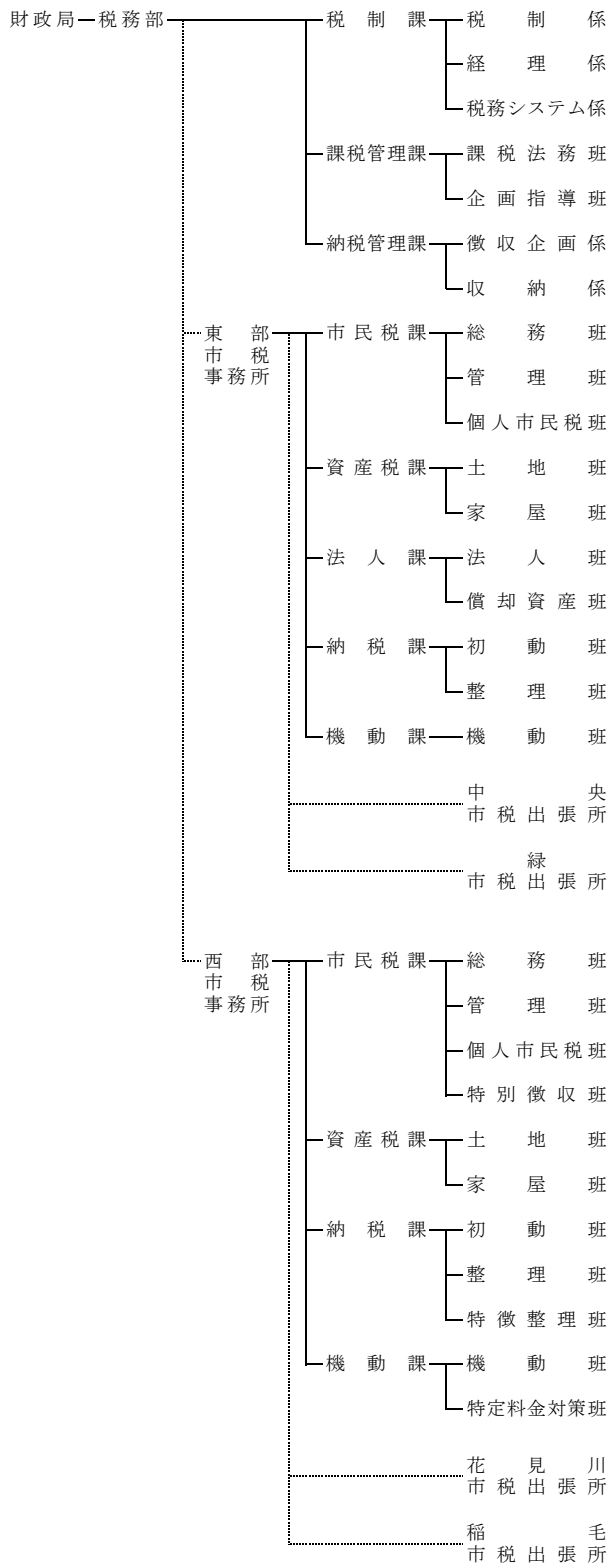 財政局 税務部 税制課 税制係
経理係
税務システム係
課税管理課 課税法務班
企画指導班
納税管理課 徴収企画係
収納係
東部 市民税課 総務班
市税
事務所 管理班
個人市民税班
資産税課 土地班
家屋班
法人課 法人班
償却資産班
納税課 初動班
整理班
機動課 機動班
中央
市税出張所
緑
市税出張所
西部 市民税課 総務班
市税
事務所 管理班
個人市民税班
特別徴収班
資産税課 土地班
家屋班
納税課 初動班
整理班
特徴整理班
機動課 機動班
特定料金対策班
花見川
市税出張所
稲毛
市税出張所